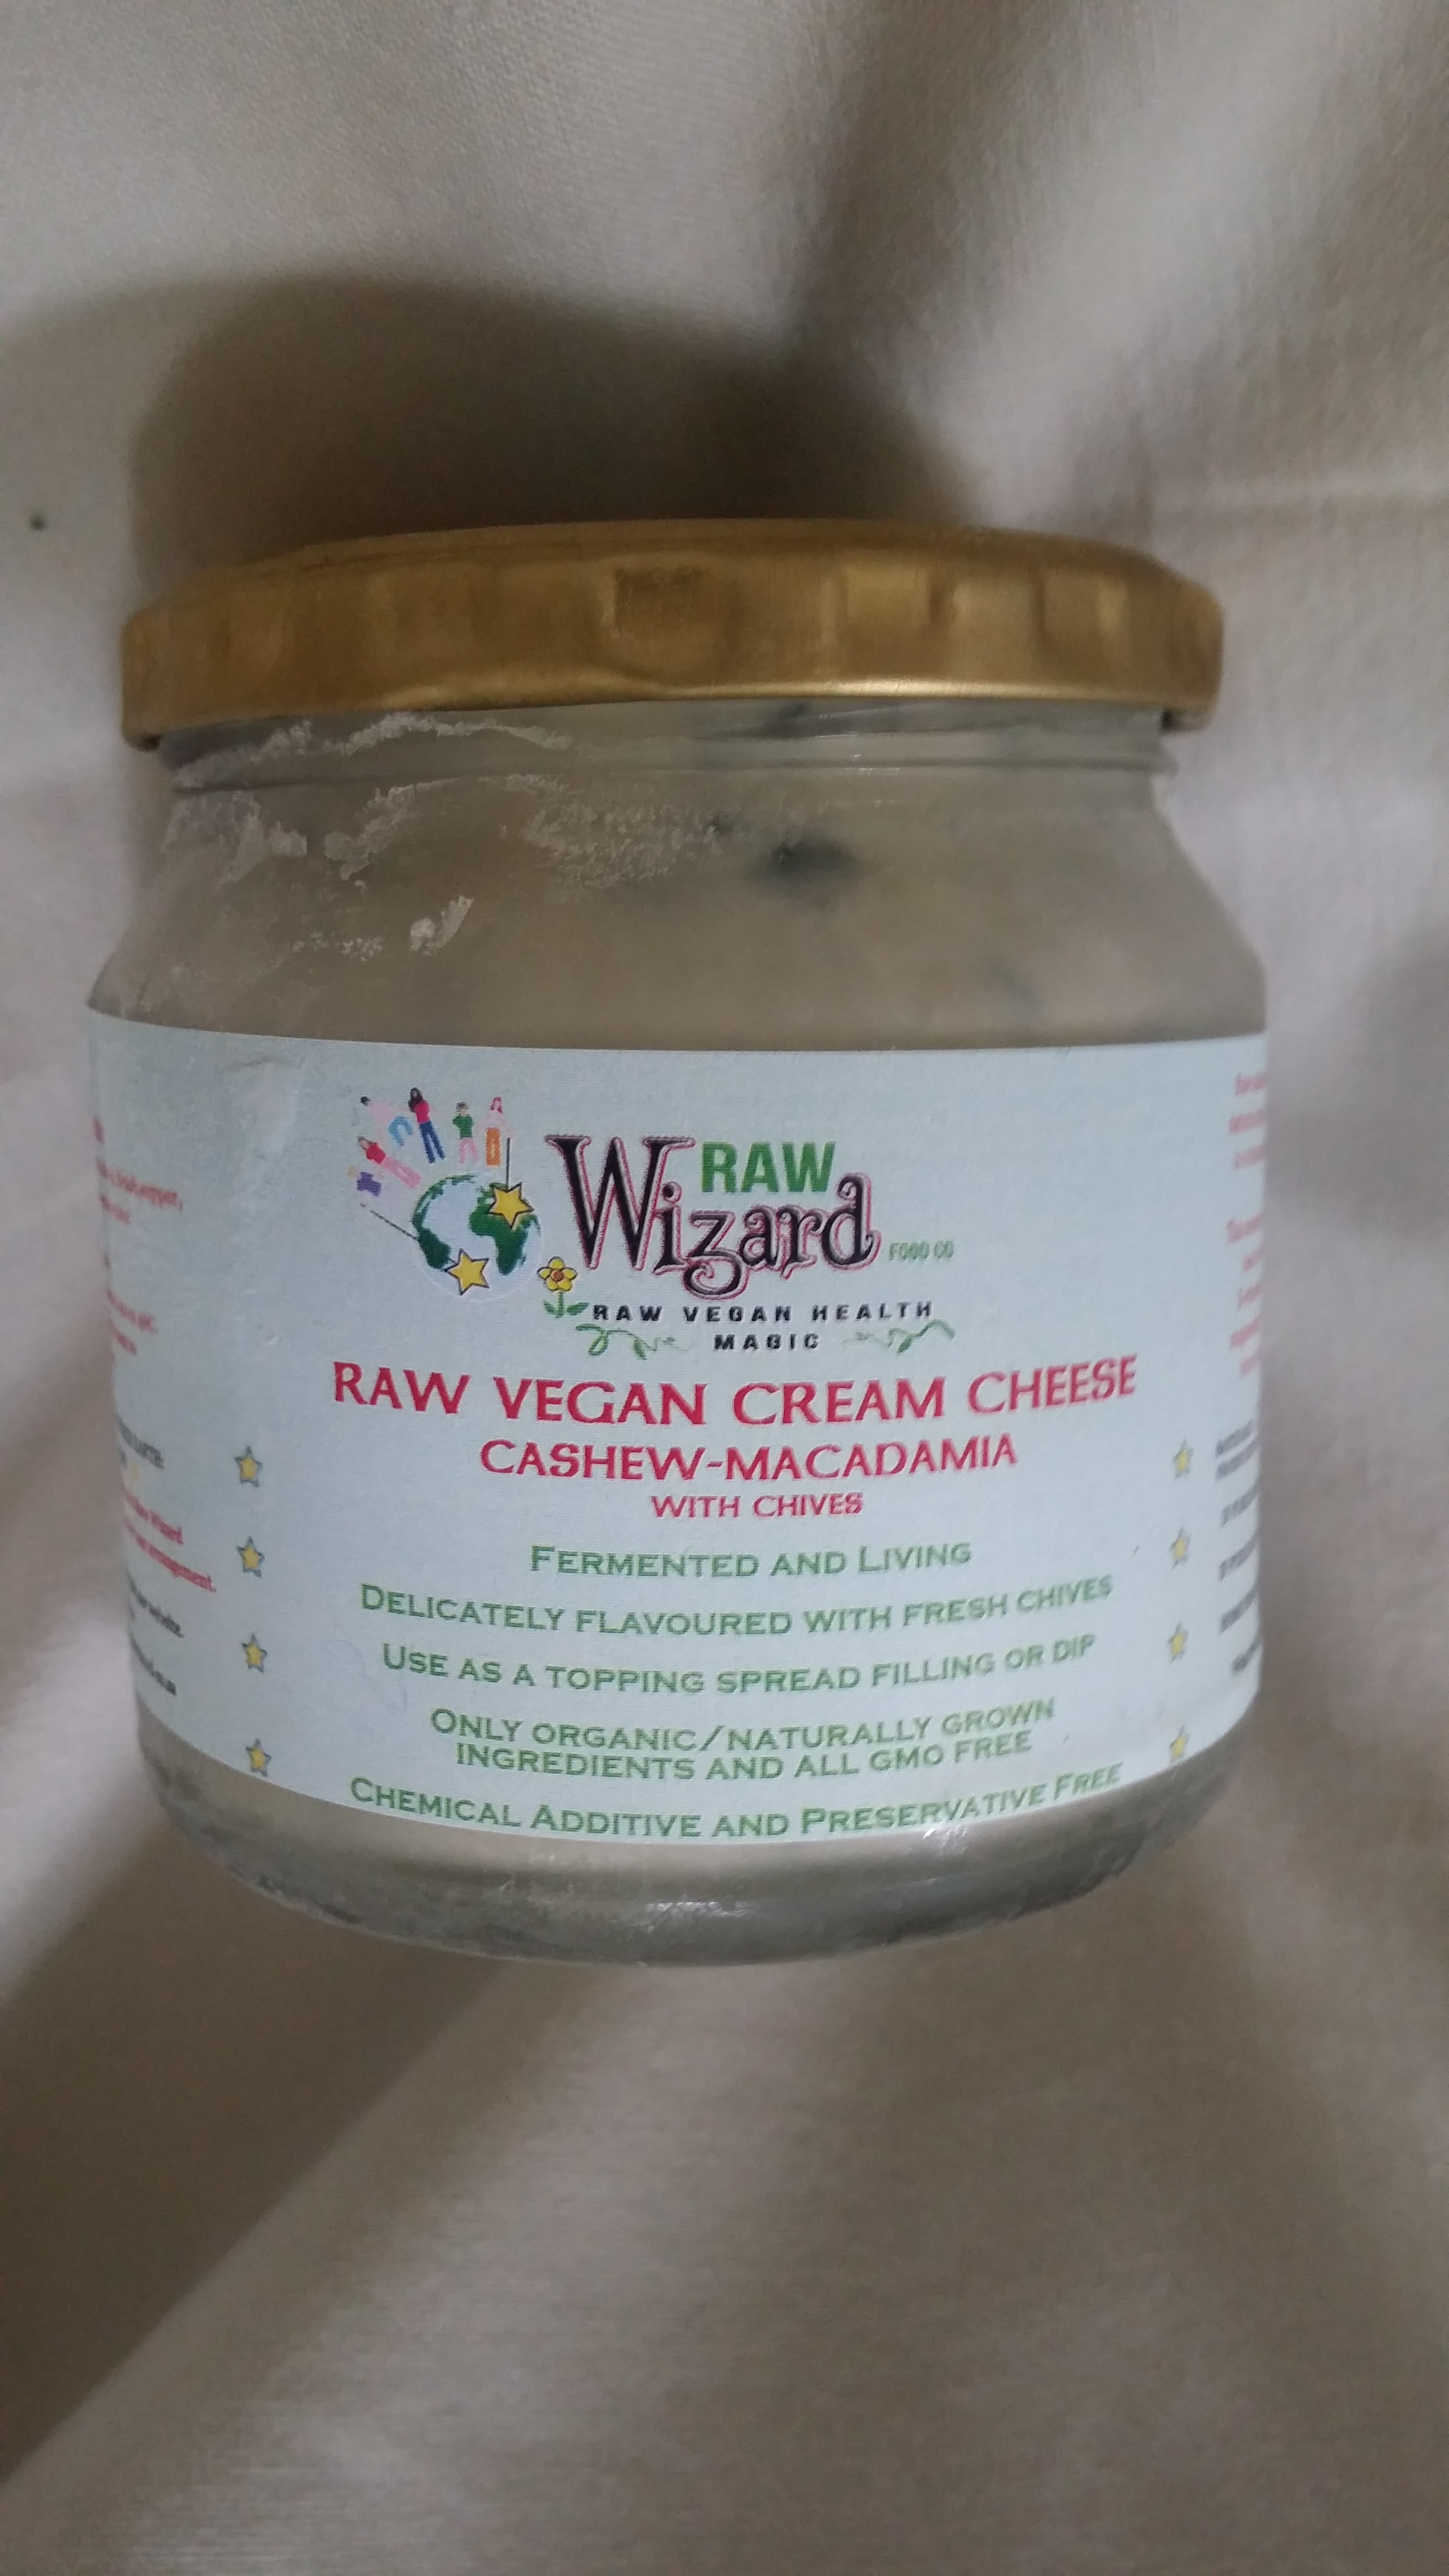 RAW
Wizard
FOOD CO
RAW VEGAN HEALTH
MAGIC
RAW VEGAN CREAM CHEESE
CASHEW-MACADAMIA
WITH CHIVES
FERMENTED AND LIVING
DELICATELY FLAVOURED WITH FRESH CHIVES
USE AS A TOPPING SPREAD FILLING OR DIP
ONLY ORGANIC/NATURALLY GROWN
INGREDIENTS AND ALL GMO FREE
CHEMICAL ADDITIVE AND PRESERVATIVE FREE